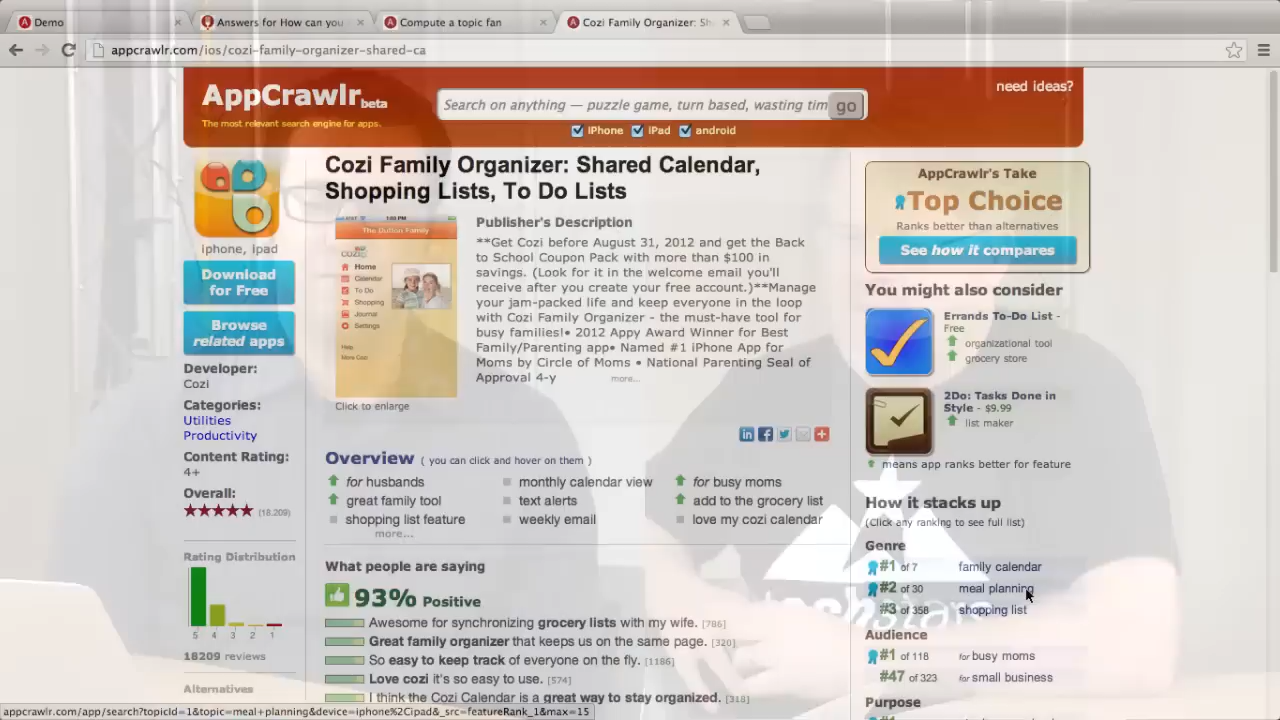 Demo
Answers for How can you
Compute a topic fan
Cozi Family Organizer: Sh
appcrawlr.com/ios/cozi-family-organizer-shared-ca
AppCrawlr beta
The most relevant search engine for apps.
Search on anything — puzzle game, turn based, wasting tim
go
need ideas?
iPhone
iPad
android
iphone, ipad
Download
for Free
Browse
related apps
Developer:
Cozi
Categories:
Utilities
Productivity
Content Rating:
4+
Overall:
(18,209)
Rating Distribution
5 4 3 2 1
18209 reviews
Alternatives
Cozi Family Organizer: Shared Calendar,
Shopping Lists, To Do Lists
The Dutton Family
cozi
Home
Calendar
To Do
Shopping
Journal
Settings
Help
More Cozi
Click to enlarge
Publisher's Description
**Get Cozi before August 31, 2012 and get the Back
to School Coupon Pack with more than $100 in
savings. (Look for it in the welcome email you'll
receive after you create your free account.)**Manage
your jam-packed life and keep everyone in the loop
with Cozi Family Organizer - the must-have tool for
busy families!• 2012 Appy Award Winner for Best
Family/Parenting app• Named #1 iPhone App for
Moms by Circle of Moms • National Parenting Seal of
Approval 4-y
more...
Overview ( you can click and hover on them )
for husbands
monthly calendar view
for busy moms
great family tool
text alerts
add to the grocery list
shopping list feature
weekly email
love my cozi calendar
more...
What people are saying
93% Positive
Awesome for synchronizing grocery lists with my wife. [786]
Great family organizer that keeps us on the same page. [320]
So easy to keep track of everyone on the fly. [1186]
Love cozi it's so easy to use. [574]
I think the Cozi Calendar is a great way to stay organized. [318]
AppCrawlr's Take
Top Choice
Ranks better than alternatives
See how it compares
You might also consider
Errands To-Do List -
Free
organizational tool
grocery store
2Do: Tasks Done in
Style - $9.99
list maker
means app ranks better for feature
How it stacks up
(Click any ranking to see full list)
Genre
#1 of 7 family calendar
#2 of 30 meal planning
#3 of 358 shopping list
Audience
#1 of 118 for busy moms
#47 of 323 for small business
Purpose
appcrawlr.com/app/search?topicId=1&topic=meal+planning&device=iphone%2Cipad&_src=featureRank_1&max=15